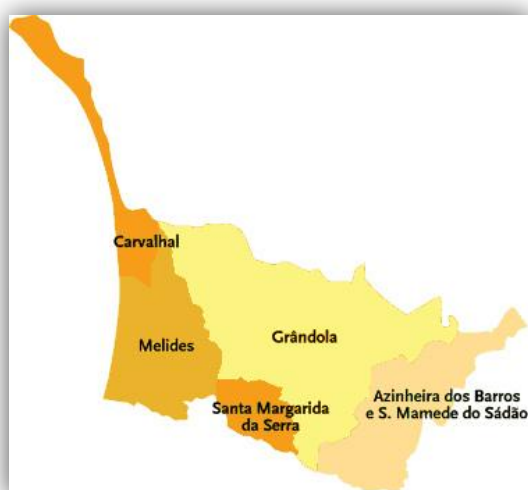 Carvalhal
Grândola
Melides
Santa Margarida
da Serra
Azinheira dos Barros
e S. Mamede do Sádão